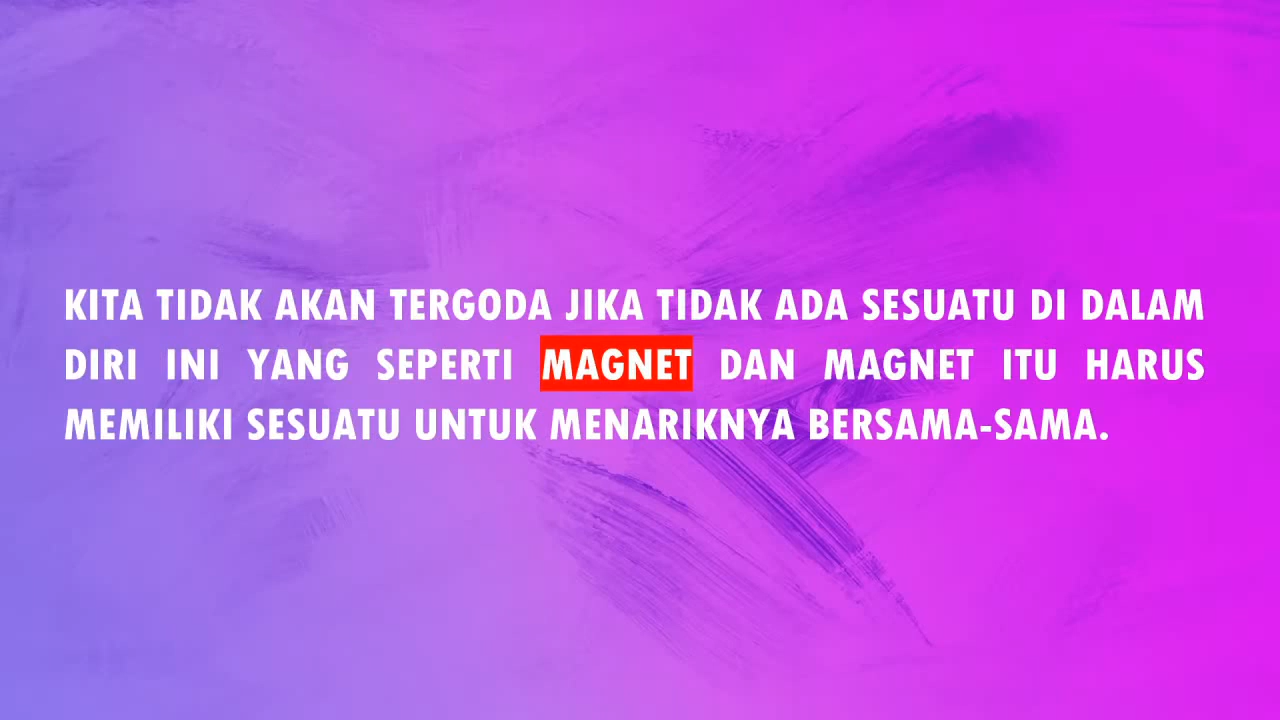 KITA TIDAK AKAN TERGODA JIKA TIDAK ADA SESUATU DI DALAM
DIRI INI YANG SEPERTI MAGNET DAN MAGNET ITU HARUS
MEMILIKI SESUATU UNTUK MENARIKNYA BERSAMA-SAMA.